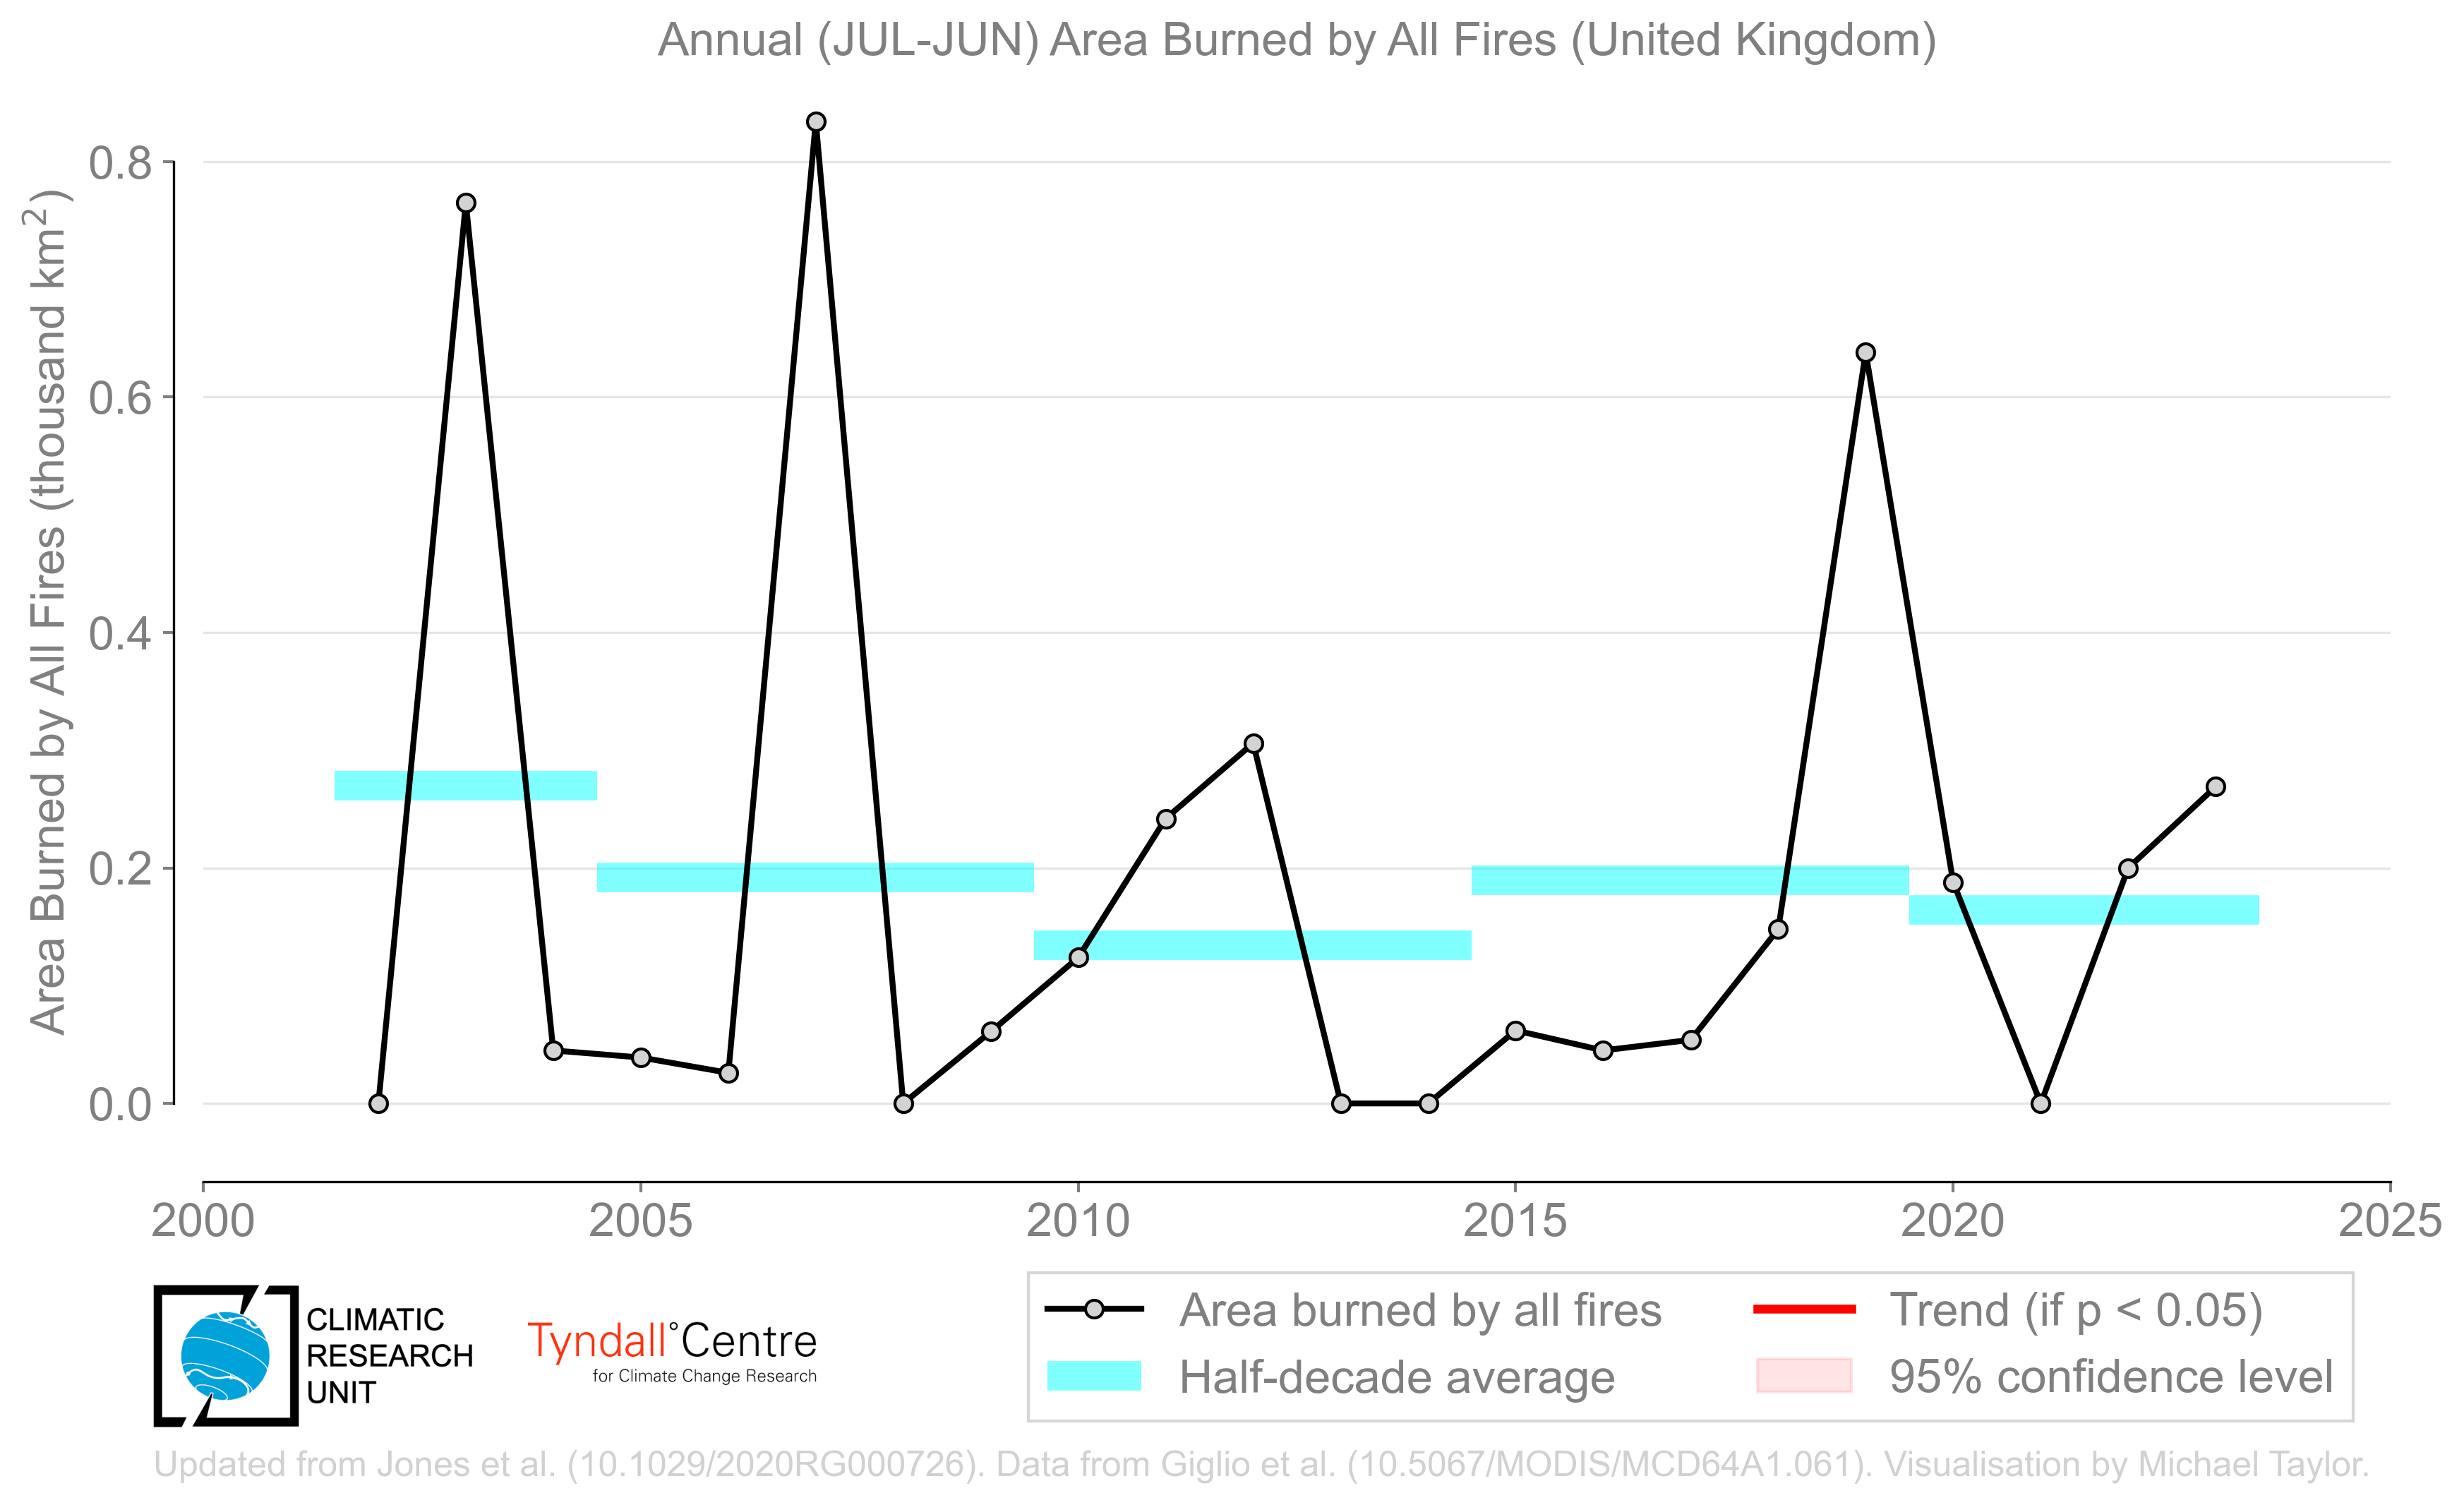 Annual (JUL-JUN) Area Burned by All Fires (United Kingdom)
Area Burned by All Fires (thousand km²)
0.8
0.6
0.4
0.2
0.0
2000 2005 2010 2015 2020 2025
CLIMATIC
RESEARCH
UNIT
Tyndall°Centre
for Climate Change Research
Area burned by all fires
Half-decade average
Trend (if p < 0.05)
95% confidence level
Updated from Jones et al. (10.1029/2020RG000726). Data from Giglio et al. (10.5067/MODIS/MCD64A1.061). Visualisation by Michael Taylor.